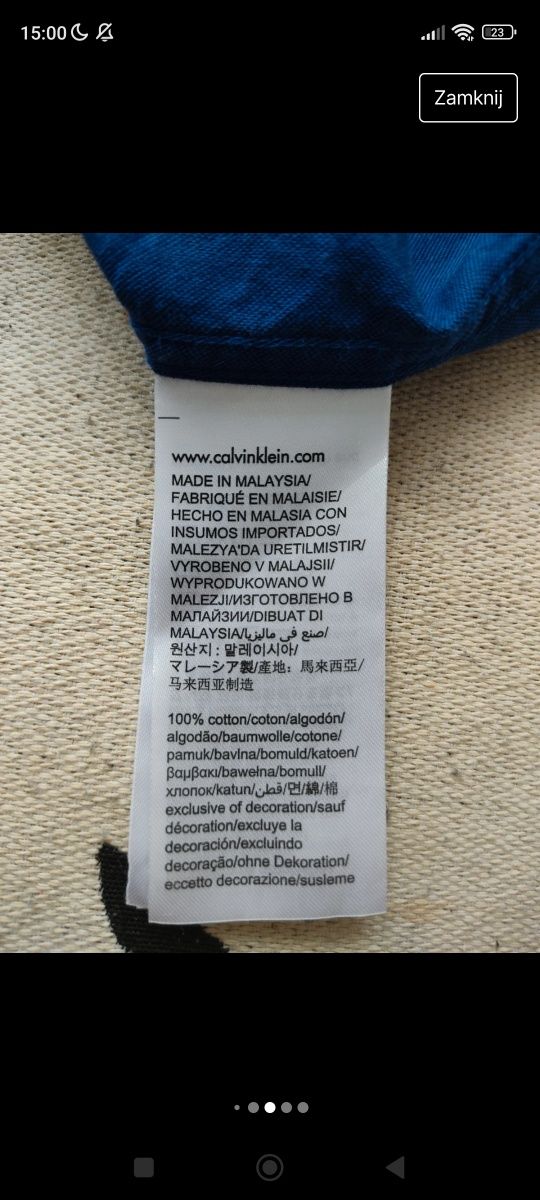 15:00
23
Zamknij
www.calvinklein.com
MADE IN MALAYSIA/
FABRIQUÉ EN MALAISIE/
HECHO EN MALASIA CON
INSUMOS IMPORTADOS/
MALEZYA'DA URETILMISTIR/
VYROBENO V MALAJSII/
WYPRODUKOWANO W
MALEZJI/ИЗГОТОВЛЕНО В
МАЛАЙЗИИ/DIBUAT DI
MALAYSIA/صنع في ماليزيا/
원산지 : 말레이시아/
マレーシア製/產地: 馬來西亞/
马来西亚制造
100% cotton/coton/algodón/
algodão/baumwolle/cotone/
pamuk/bavlna/bomuld/katoen/
βαμβακι/bawełna/bomull/
хлопок/katun/قطن/면/綿/棉
exclusive of decoration/sauf
décoration/excluye la
decoración/excluindo
decoração/ohne Dekoration/
eccetto decorazione/susleme